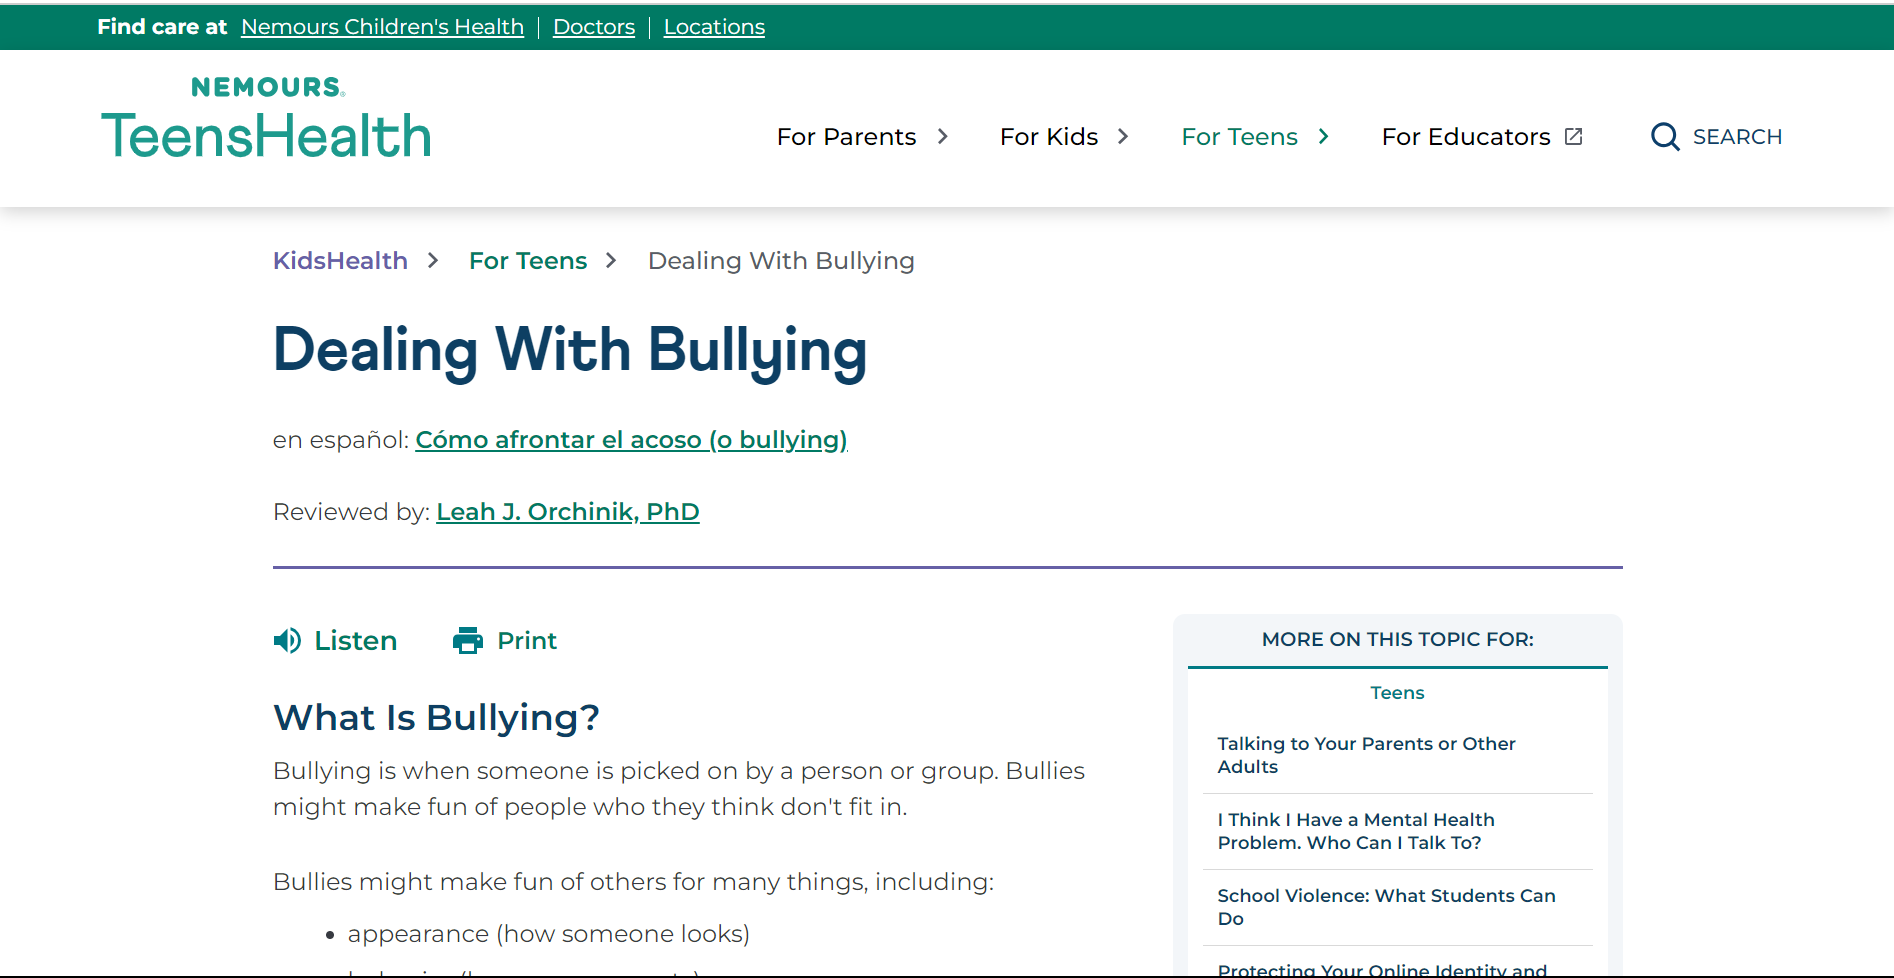 Find care at Nemours Children's Health Doctors Locations
NEMOURS®
TeensHealth
For Parents For Kids For Teens For Educators SEARCH
KidsHealth For Teens Dealing With Bullying
Dealing With Bullying
en español: Cómo afrontar el acoso (o bullying)
Reviewed by: Leah J. Orchinik, PhD
Listen Print
What Is Bullying?
Bullying is when someone is picked on by a person or group. Bullies
might make fun of people who they think don't fit in.
Bullies might make fun of others for many things, including:
• appearance (how someone looks)
MORE ON THIS TOPIC FOR:
Teens
Talking to Your Parents or Other
Adults
I Think I Have a Mental Health
Problem. Who Can I Talk To?
School Violence: What Students Can
Do
Protecting Your Online Identity and